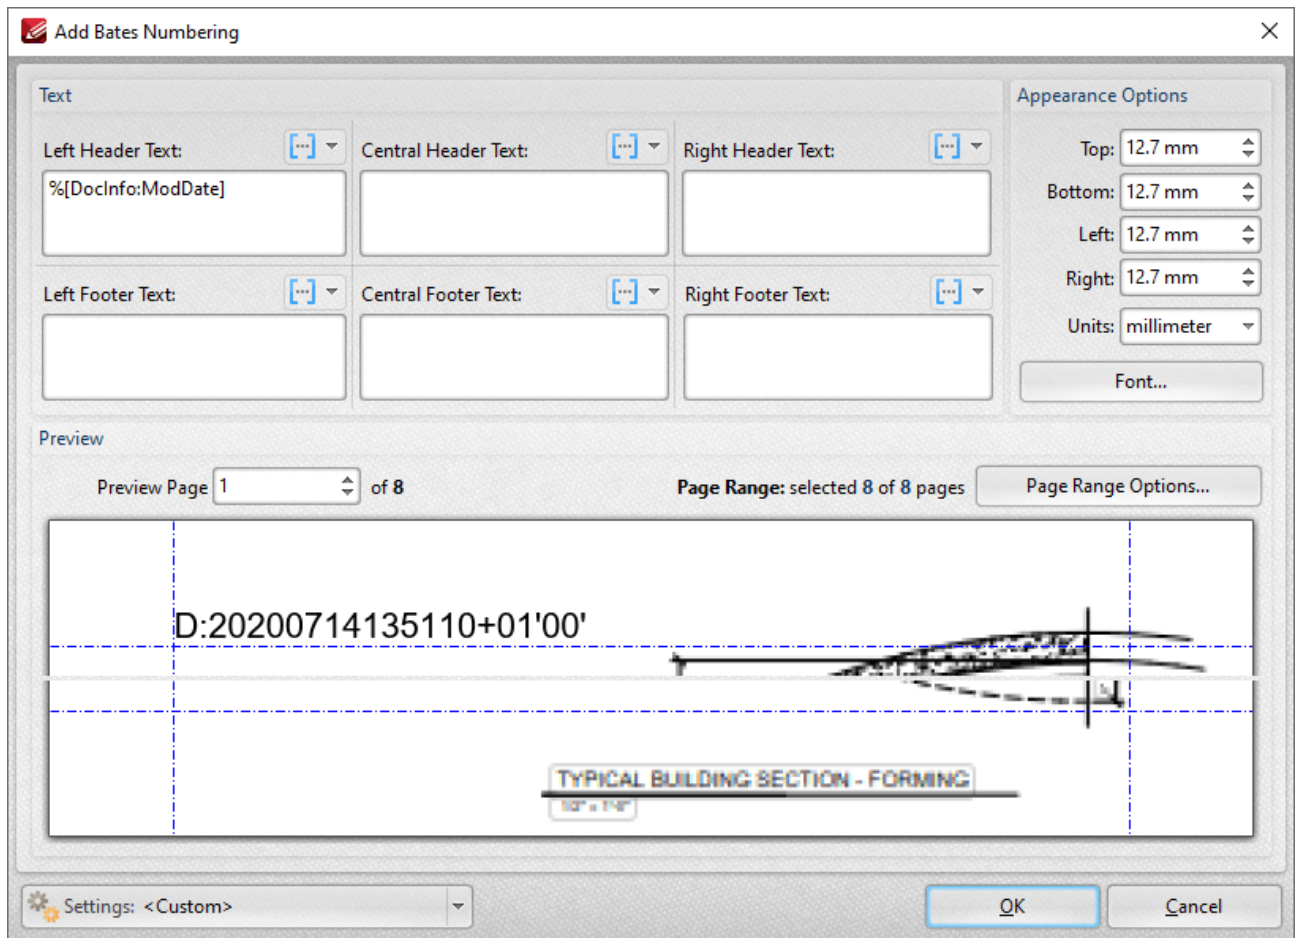 Add Bates Numbering
Text
Appearance Options
Left Header Text:
Central Header Text:
Right Header Text:
%[DocInfo:ModDate]
Top: 12.7 mm
Bottom: 12.7 mm
Left: 12.7 mm
Right: 12.7 mm
Units: millimeter
Font...
Left Footer Text:
Central Footer Text:
Right Footer Text:
Preview
Preview Page 1 of 8
Page Range: selected 8 of 8 pages
Page Range Options...
D:20200714135110+01'00'
TYPICAL BUILDING SECTION - FORMING
Settings: <Custom>
OK
Cancel